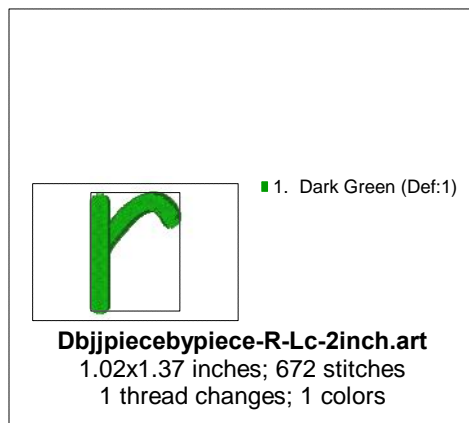 r
1. Dark Green (Def:1)
Dbjjpiecebypiece-R-Lc-2inch.art
1.02x1.37 inches; 672 stitches
1 thread changes; 1 colors